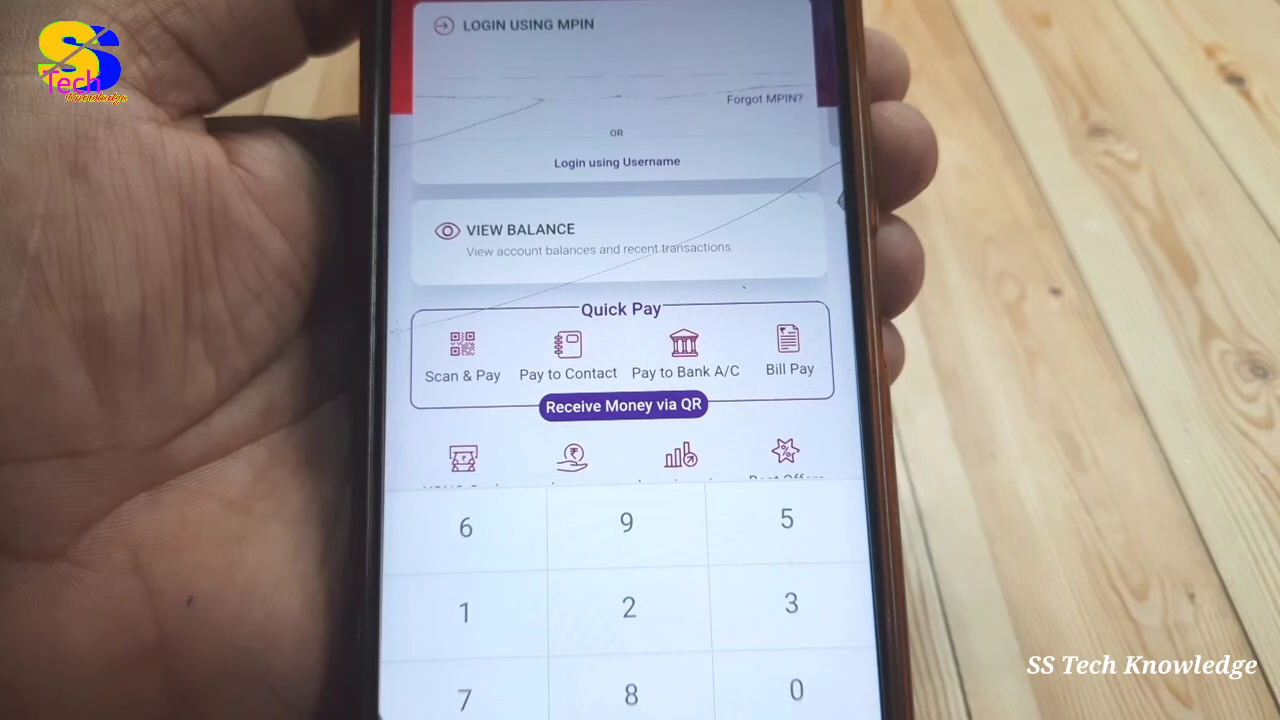 SS
Tech
Knowledge
LOGIN USING MPIN
Forgot MPIN?
OR
Login using Username
VIEW BALANCE
View account balances and recent transactions.
Quick Pay
Scan & Pay Pay to Contact Pay to Bank A/C Bill Pay
Receive Money via QR
6 9 5
1 2 3
7 8 0
SS Tech Knowledge